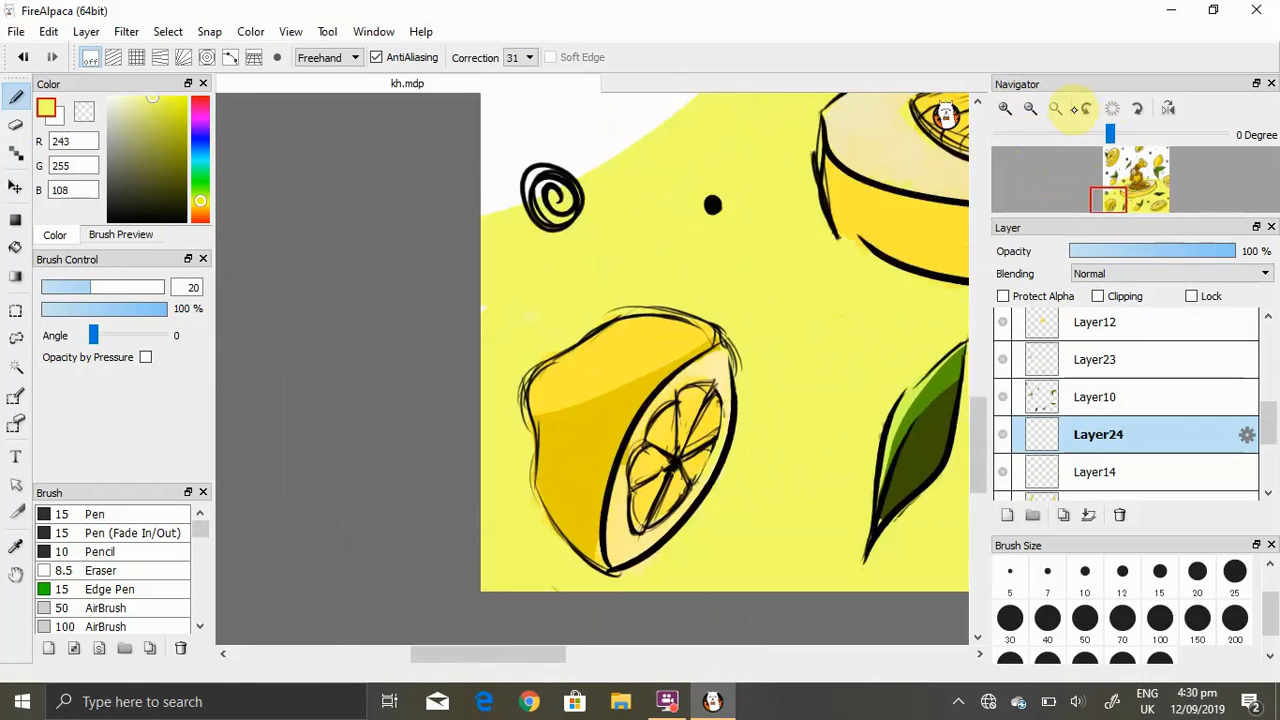 FireAlpaca (64bit)
File Edit Layer Filter Select Snap Color View Tool Window Help
off Freehand AntiAliasing Correction 31 Soft Edge
Color
kh.mdp
Navigator
R 243
G 255
B 108
0 Degree
Color Brush Preview
Layer
Brush Control
Opacity 100 %
20
Blending Normal
100 %
Protect Alpha Clipping Lock
Angle 0
Layer12
Opacity by Pressure
Layer23
Layer10
Layer24
Layer14
Brush
15 Pen
15 Pen (Fade In/Out)
10 Pencil
8.5 Eraser
15 Edge Pen
50 AirBrush
100 AirBrush
Brush Size
5 7 10 12 15 20 25
30 40 50 70 100 150 200
Type here to search
ENG
UK
4:30 pm
12/09/2019
2